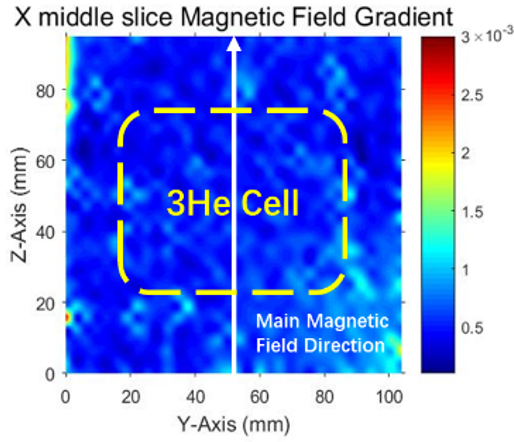 X middle slice Magnetic Field Gradient
3×10⁻³
2.5
2
1.5
1
0.5
80
60
40
20
0
Z-Axis (mm)
3He Cell
Main Magnetic
Field Direction
0 20 40 60 80 100
Y-Axis (mm)